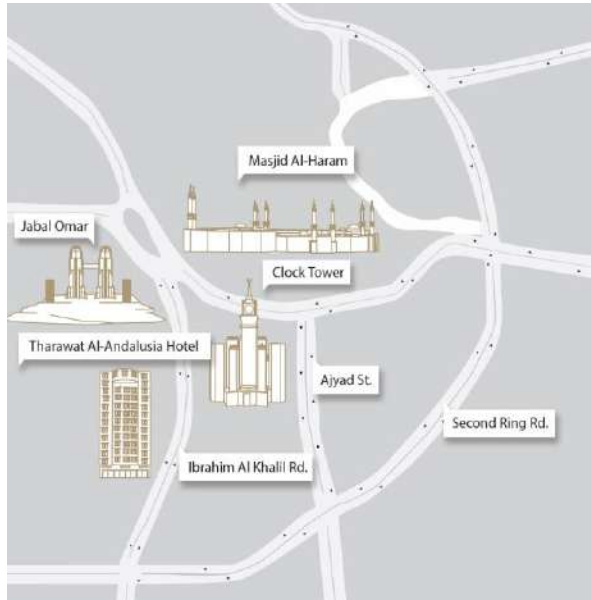 Masjid Al-Haram
Jabal Omar
Clock Tower
Tharawat Al-Andalusia Hotel
Ajyad St.
Second Ring Rd.
Ibrahim Al Khalil Rd.